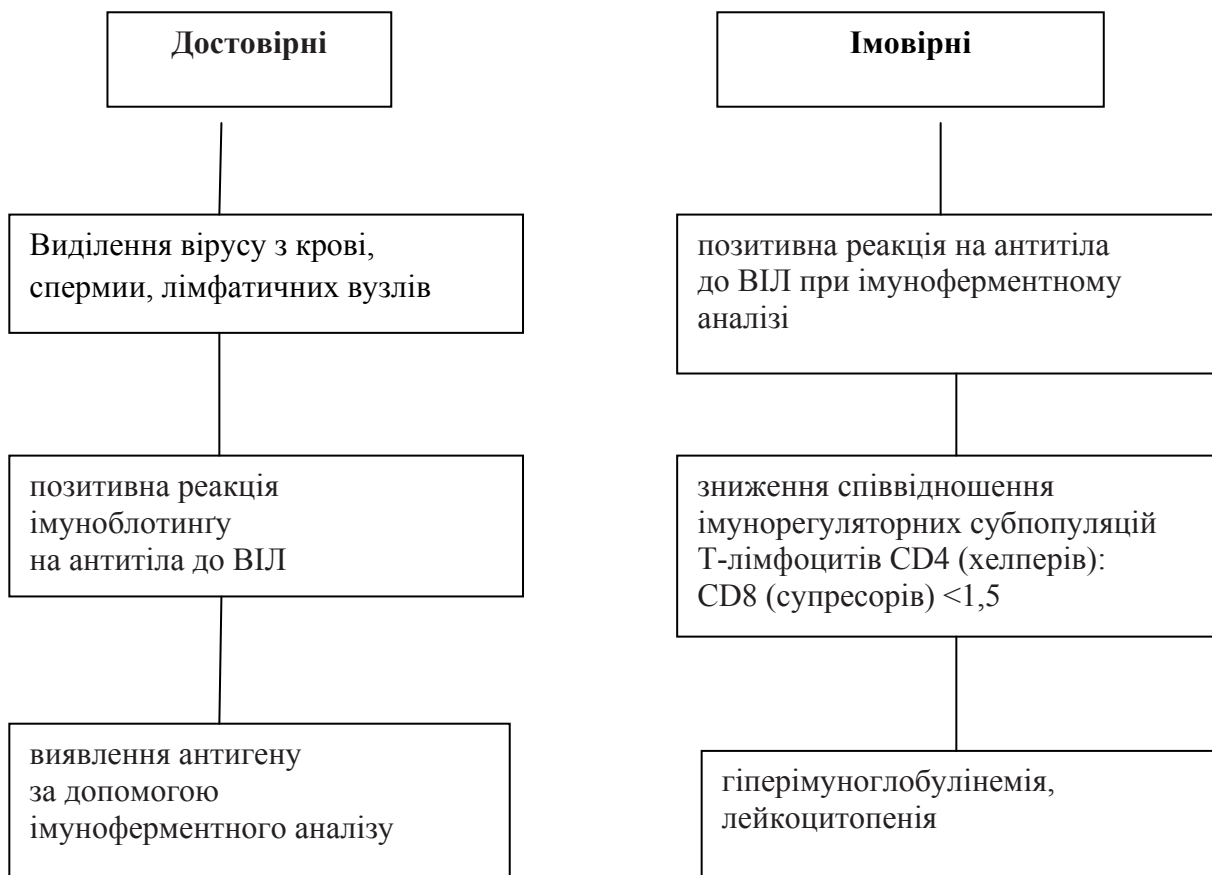 Достовірні
Виділення вірусу з крові,
спермии, лімфатичних вузлів
позитивна реакція
імуноблотинґу
на антитіла до ВІЛ
виявлення антигену
за допомогою
імуноферментного аналізу
Імовірні
позитивна реакція на антитіла
до ВІЛ при імуноферментному
аналізі
зниження співвідношення
імунорегуляторних субпопуляцій
Т-лімфоцитів CD4 (хелперів):
CD8 (супресорів) <1,5
гіперімуноглобулінемія,
лейкоцитопенія